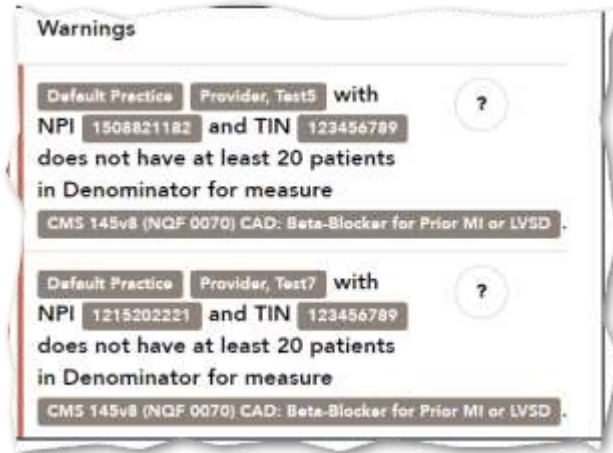 Warnings
Default Practice Provider, Test5 with
?
NPI 1508821182 and TIN 123456789
does not have at least 20 patients
in Denominator for measure
CMS 145v8 (NQF 0070) CAD: Beta-Blocker for Prior MI or LVSD .
Default Practice Provider, Test7 with
?
NPI 1215202221 and TIN 123456789
does not have at least 20 patients
in Denominator for measure
CMS 145v8 (NQF 0070) CAD: Beta-Blocker for Prior MI or LVSD .